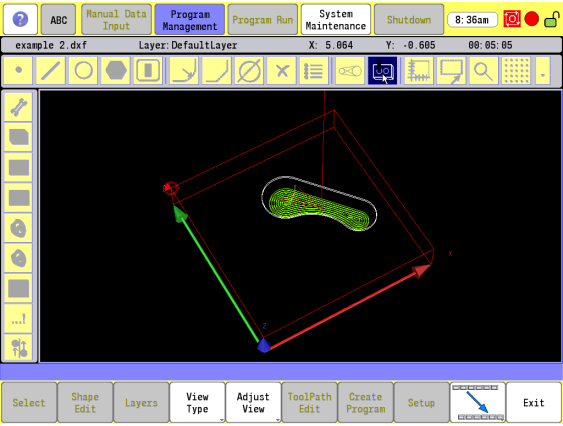 ?
ABC
Manual Data
Input
Program
Management
Program Run
System
Maintenance
Shutdown
8:36am
example 2.dxf
Layer:DefaultLayer
X: 5.064
Y: -0.605
00:05:05
X
Z
...!
Select
Shape
Edit
Layers
View
Type
Adjust
View
ToolPath
Edit
Create
Program
Setup
Exit